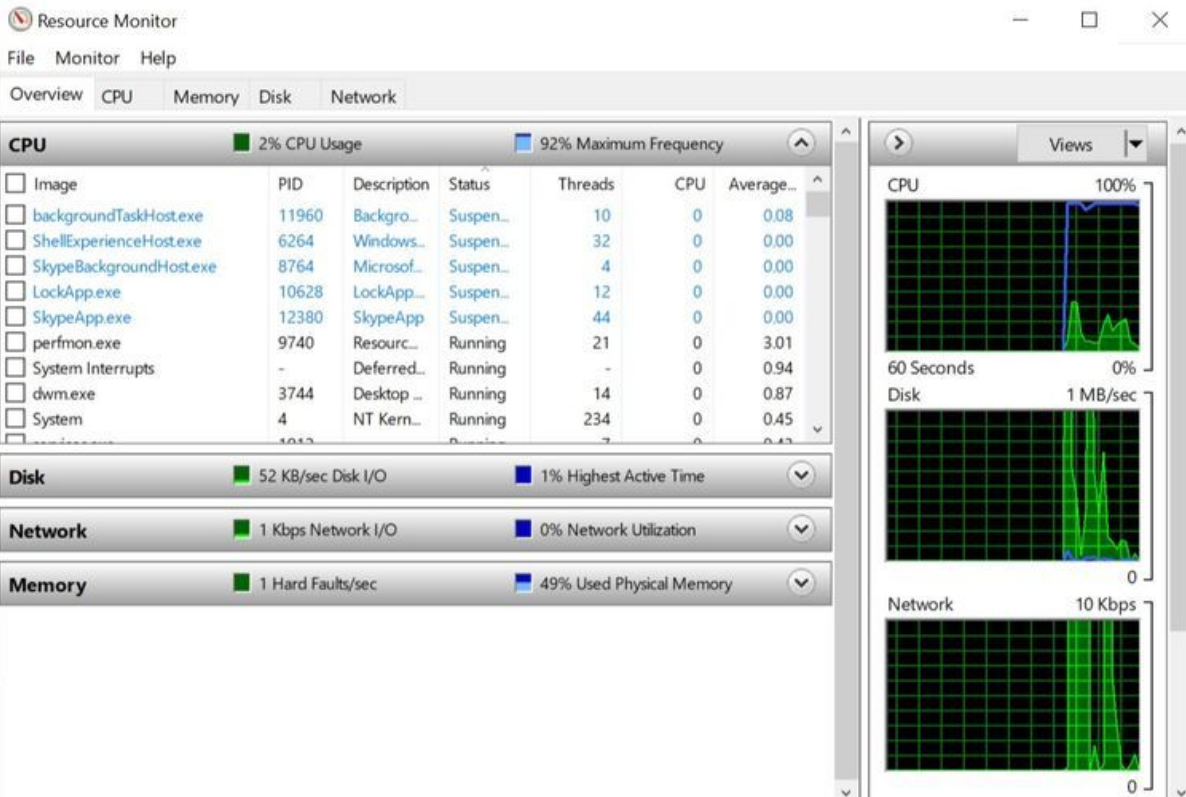 Resource Monitor
File Monitor Help
Overview CPU Memory Disk Network
CPU 2% CPU Usage 92% Maximum Frequency
Image PID Description Status Threads CPU Average...
backgroundTaskHost.exe 11960 Backgro... Suspen... 10 0 0.08
ShellExperienceHost.exe 6264 Windows... Suspen... 32 0 0.00
SkypeBackgroundHost.exe 8764 Microsof... Suspen... 4 0 0.00
LockApp.exe 10628 LockApp... Suspen... 12 0 0.00
SkypeApp.exe 12380 SkypeApp Suspen... 44 0 0.00
perfmon.exe 9740 Resourc... Running 21 0 3.01
System Interrupts - Deferred... Running - 0 0.94
dwm.exe 3744 Desktop ... Running 14 0 0.87
System 4 NT Kern... Running 234 0 0.45
Disk 52 KB/sec Disk I/O 1% Highest Active Time
Network 1 Kbps Network I/O 0% Network Utilization
Memory 1 Hard Faults/sec 49% Used Physical Memory
Views
CPU 100%
60 Seconds 0%
Disk 1 MB/sec
0
Network 10 Kbps
0